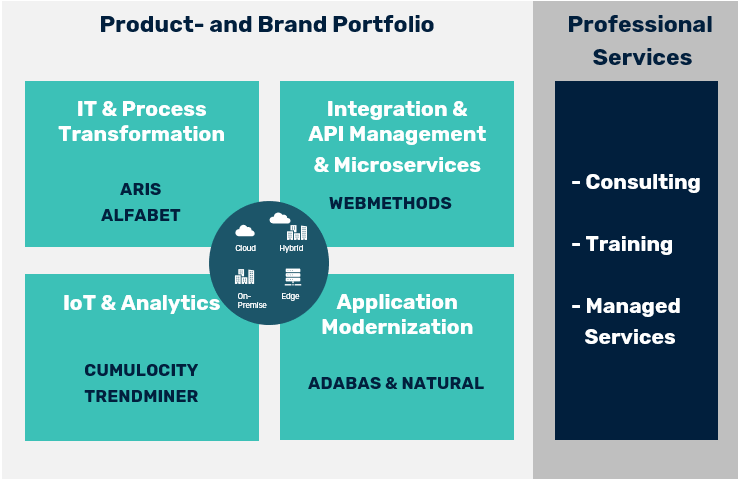 Product- and Brand Portfolio
IT & Process
Transformation
ARIS
ALFABET
Integration &
API Management
& Microservices
WEBMETHODS
Cloud
Hybrid
On-
Premise
Edge
IoT & Analytics
CUMULOCITY
TRENDMINER
Application
Modernization
ADABAS & NATURAL
Professional
Services
- Consulting
- Training
- Managed
Services